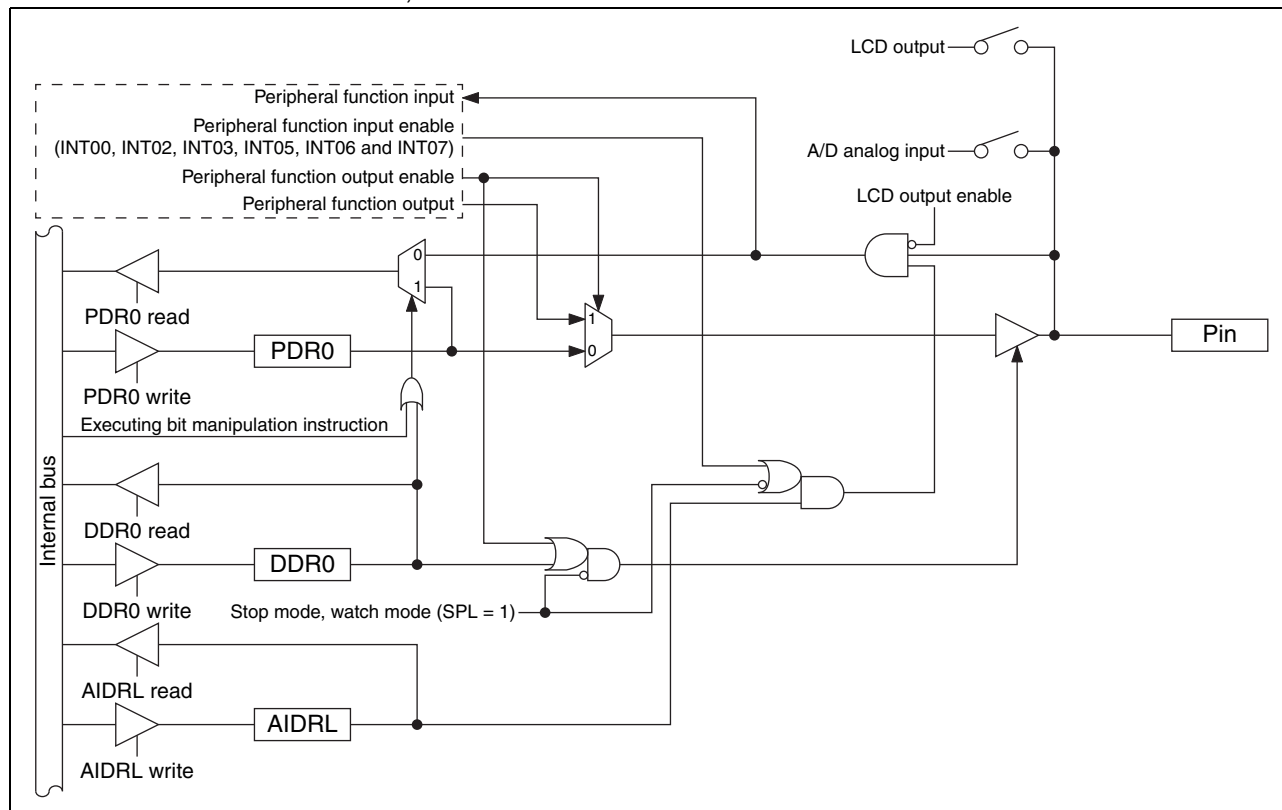 LCD output
Peripheral function input
Peripheral function input enable
(INT00, INT02, INT03, INT05, INT06 and INT07)
A/D analog input
Peripheral function output enable
Peripheral function output
LCD output enable
0
1
PDR0 read
1
0
PDR0
Pin
PDR0 write
Executing bit manipulation instruction
Internal bus
DDR0 read
DDR0
DDR0 write
Stop mode, watch mode (SPL = 1)
AIDRL read
AIDRL
AIDRL write